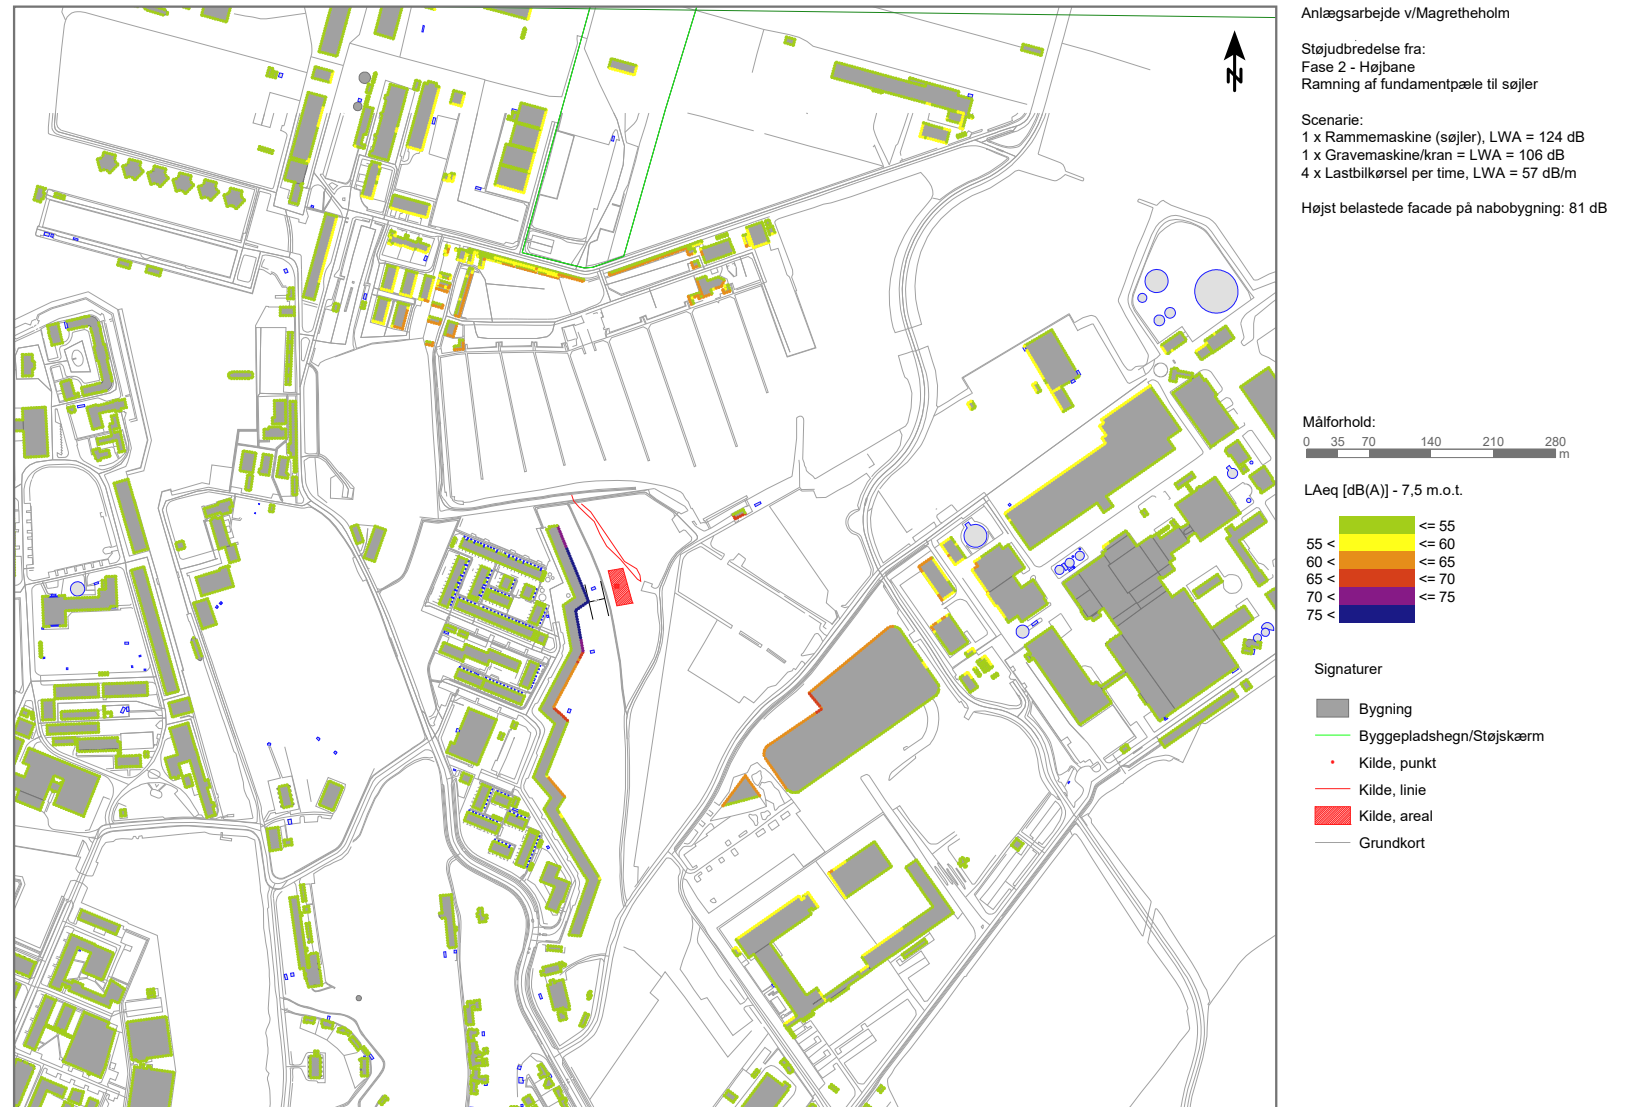 Anlægsarbejde v/Magretheholm
Støjudbredelse fra:
Fase 2 - Højbane
Ramning af fundamentpæle til søjler
Scenarie:
1 x Rammemaskine (søjler), LWA = 124 dB
1 x Gravemaskine/kran = LWA = 106 dB
4 x Lastbilkørsel per time, LWA = 57 dB/m
Højst belastede facade på nabobygning: 81 dB
N
Målforhold:
0 35 70 140 210 280
m
LAeq [dB(A)] - 7,5 m.o.t.
<= 55
55 < <= 60
60 < <= 65
65 < <= 70
70 < <= 75
75 <
Signaturer
Bygning
Byggepladshegn/Støjskærm
Kilde, punkt
Kilde, linie
Kilde, areal
Grundkort